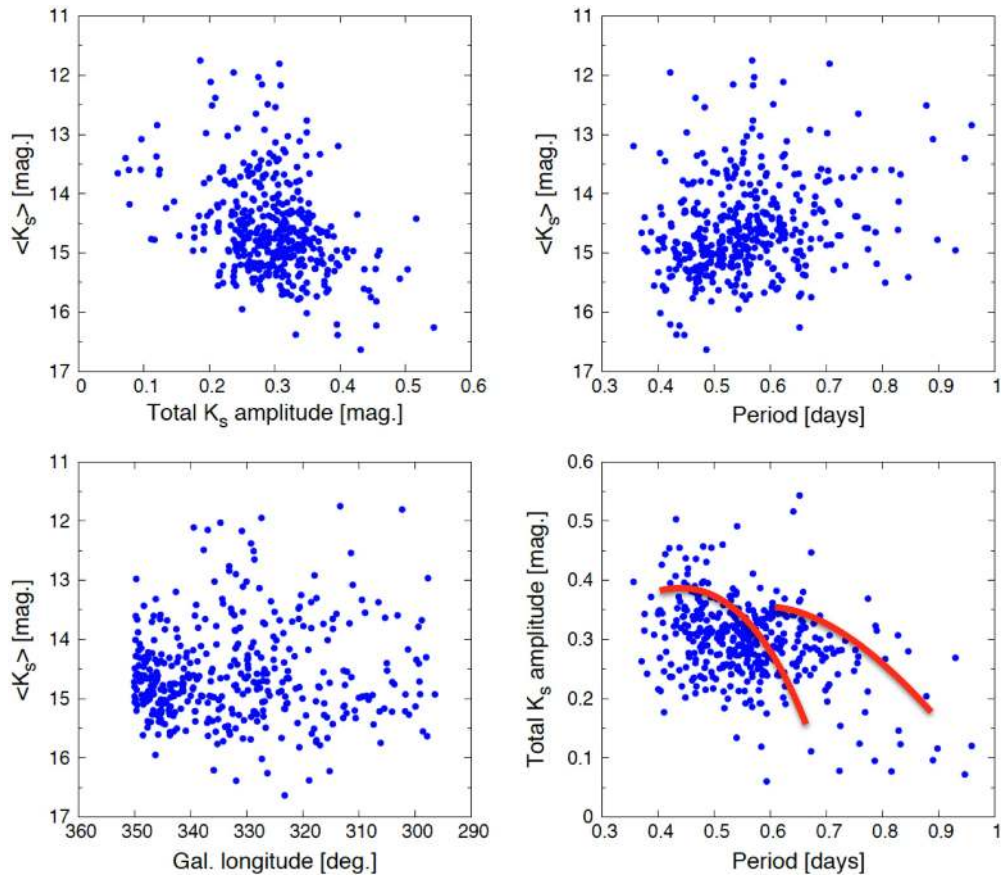 11
12
13
14
15
16
17
<Ks> [mag.]
0 0.1 0.2 0.3 0.4 0.5 0.6
Total Ks amplitude [mag.]
11
12
13
14
15
16
17
<Ks> [mag.]
0.3 0.4 0.5 0.6 0.7 0.8 0.9 1
Period [days]
11
12
13
14
15
16
17
<Ks> [mag.]
360 350 340 330 320 310 300 290
Gal. longitude [deg.]
0.6
0.5
0.4
0.3
0.2
0.1
0
Total Ks amplitude [mag.]
0.3 0.4 0.5 0.6 0.7 0.8 0.9 1
Period [days]